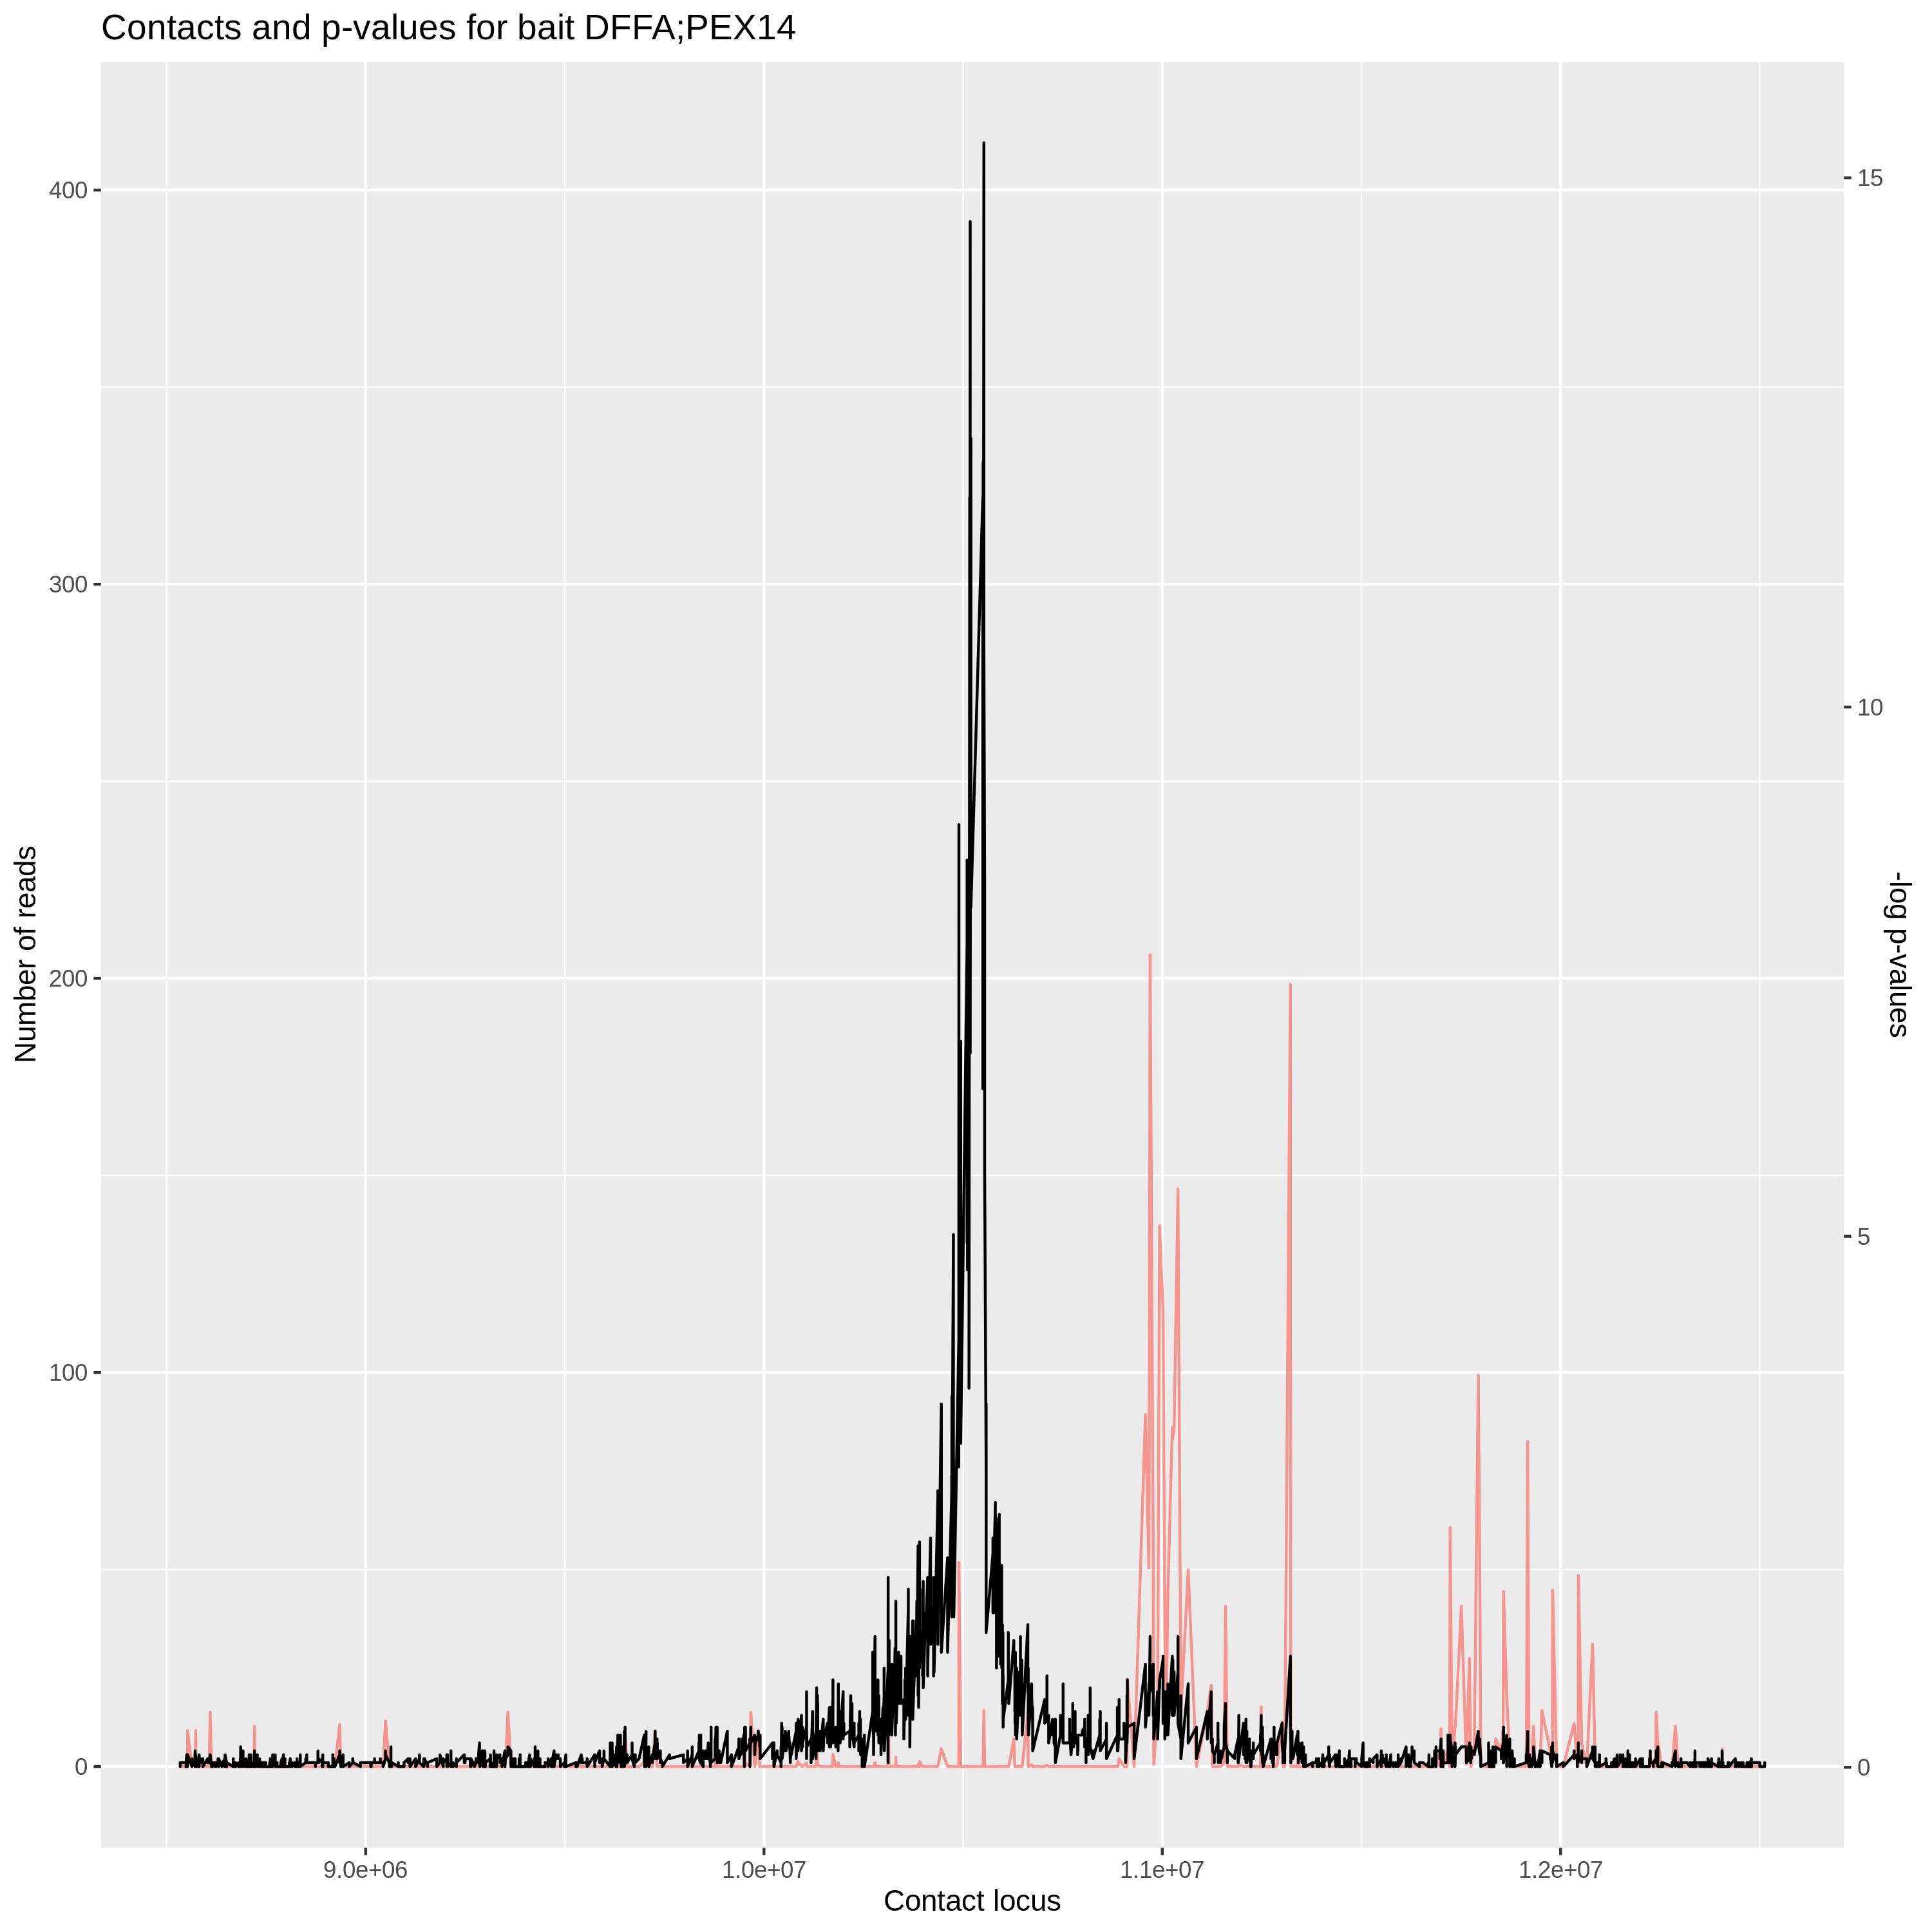 Contacts and p-values for bait DFFA;PEX14
400
300
200
100
0
Number of reads
15
10
5
0
-log p-values
9.0e+06 1.0e+07 1.1e+07 1.2e+07
Contact locus